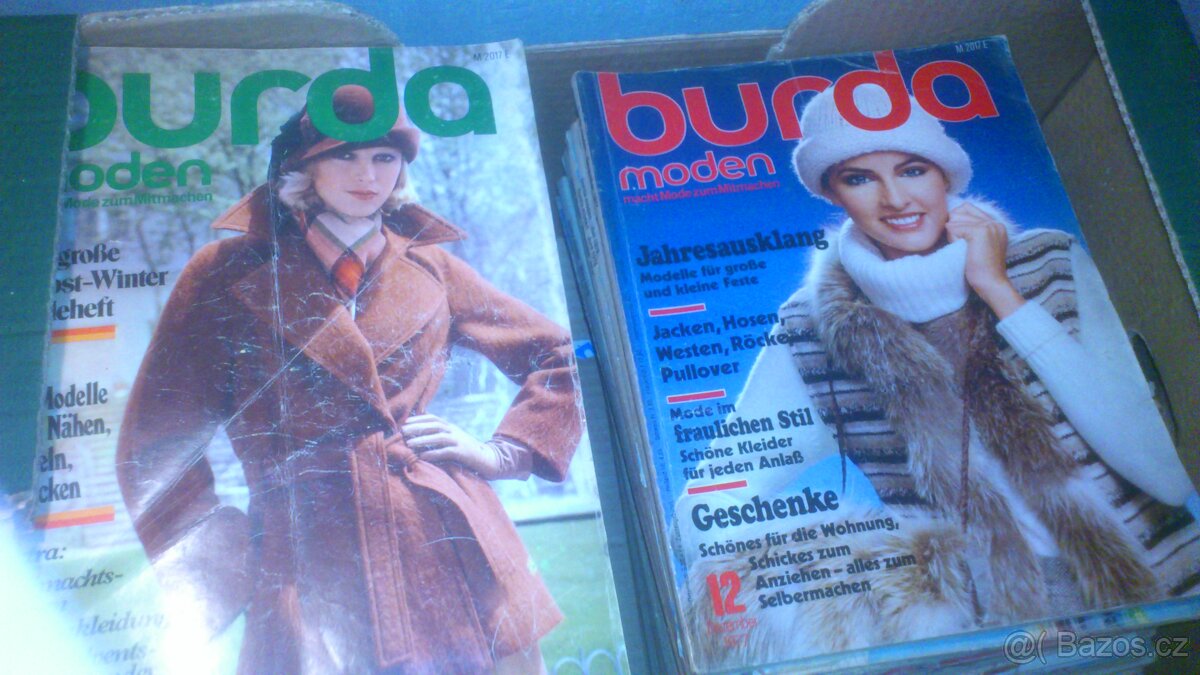 M 2017 E
burda
moden
Mode zum Mitmachen
große
Winter
Modelle
Nähen,
M 2017 E
burda
moden
macht Mode zum Mitmachen
Jahresausklang
Modelle für große
und kleine Feste
Jacken, Hosen,
Westen, Röcke,
Pullover
Mode im
fraulichen Stil
Schöne Kleider
für jeden Anlaß
Geschenke
Schönes für die Wohnung,
Schickes zum
Anziehen – alles zum
Selbermachen
12
@( Bazos.cz